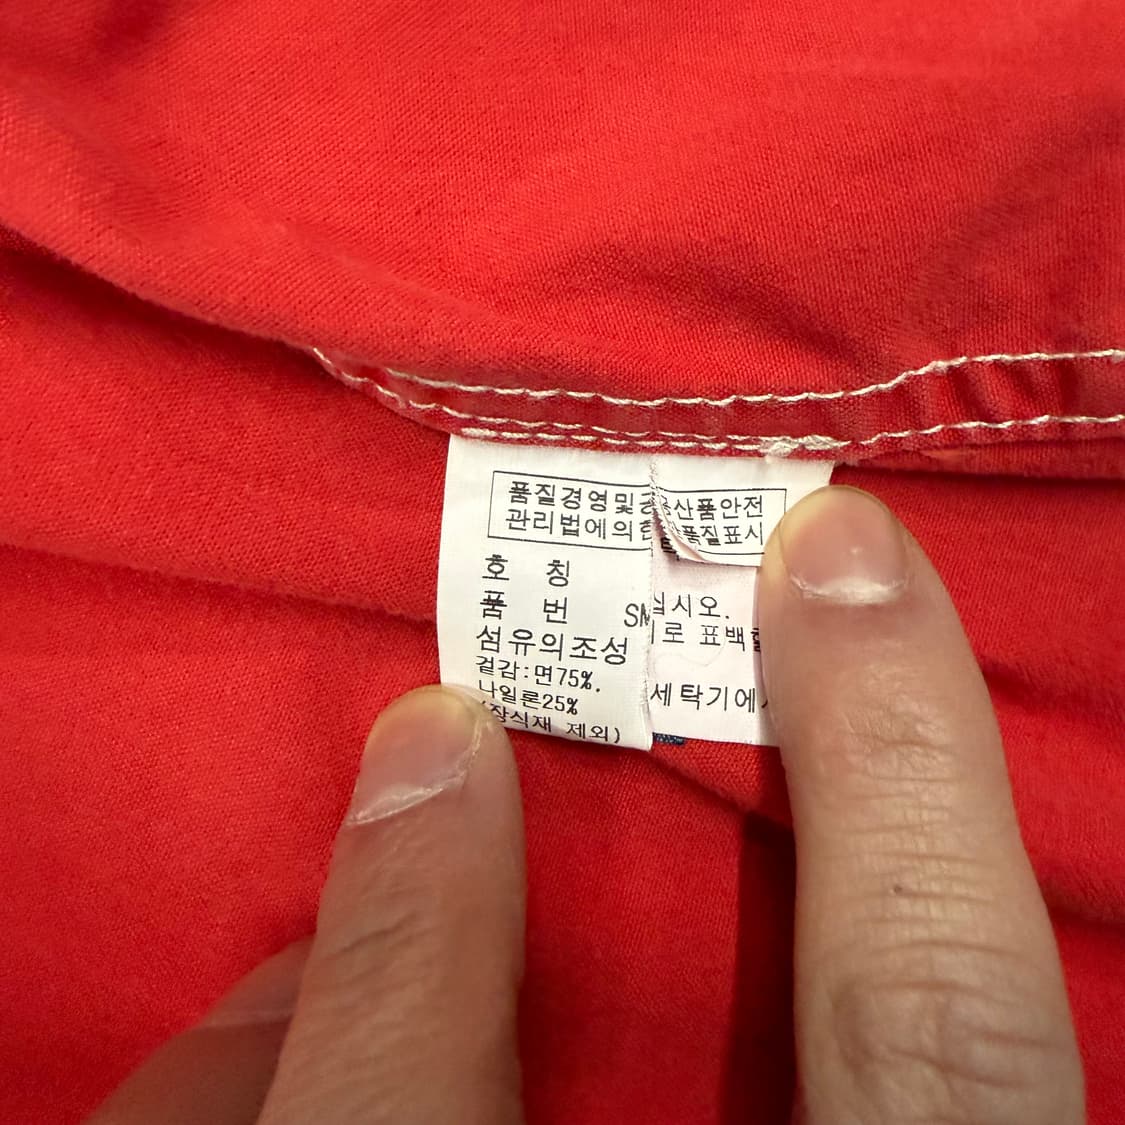 품질경영및공산품안전
관리법에의한품질표시
호 칭
품 번 SM
섬유의조성
겉감:면75%.
나일론25%
(장식재 제외)
십시오.
로 표백할
세탁기에